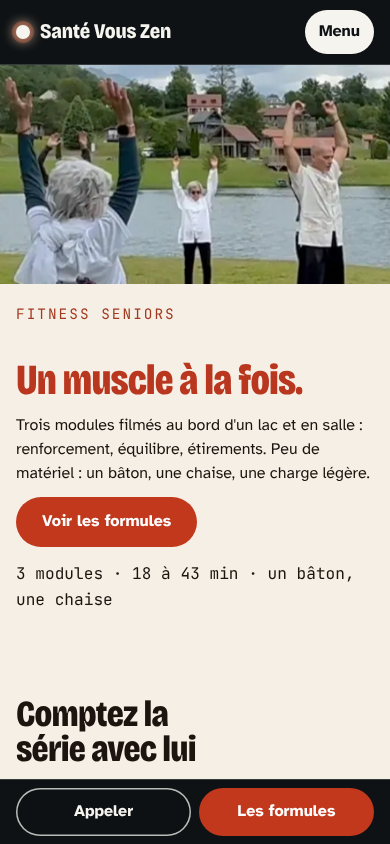 Santé Vous Zen
Menu
FITNESS SENIORS
Un muscle à la fois.
Trois modules filmés au bord d'un lac et en salle :
renforcement, équilibre, étirements. Peu de
matériel : un bâton, une chaise, une charge légère.
Voir les formules
3 modules · 18 à 43 min · un bâton,
une chaise
Comptez la
série avec lui
Appeler
Les formules